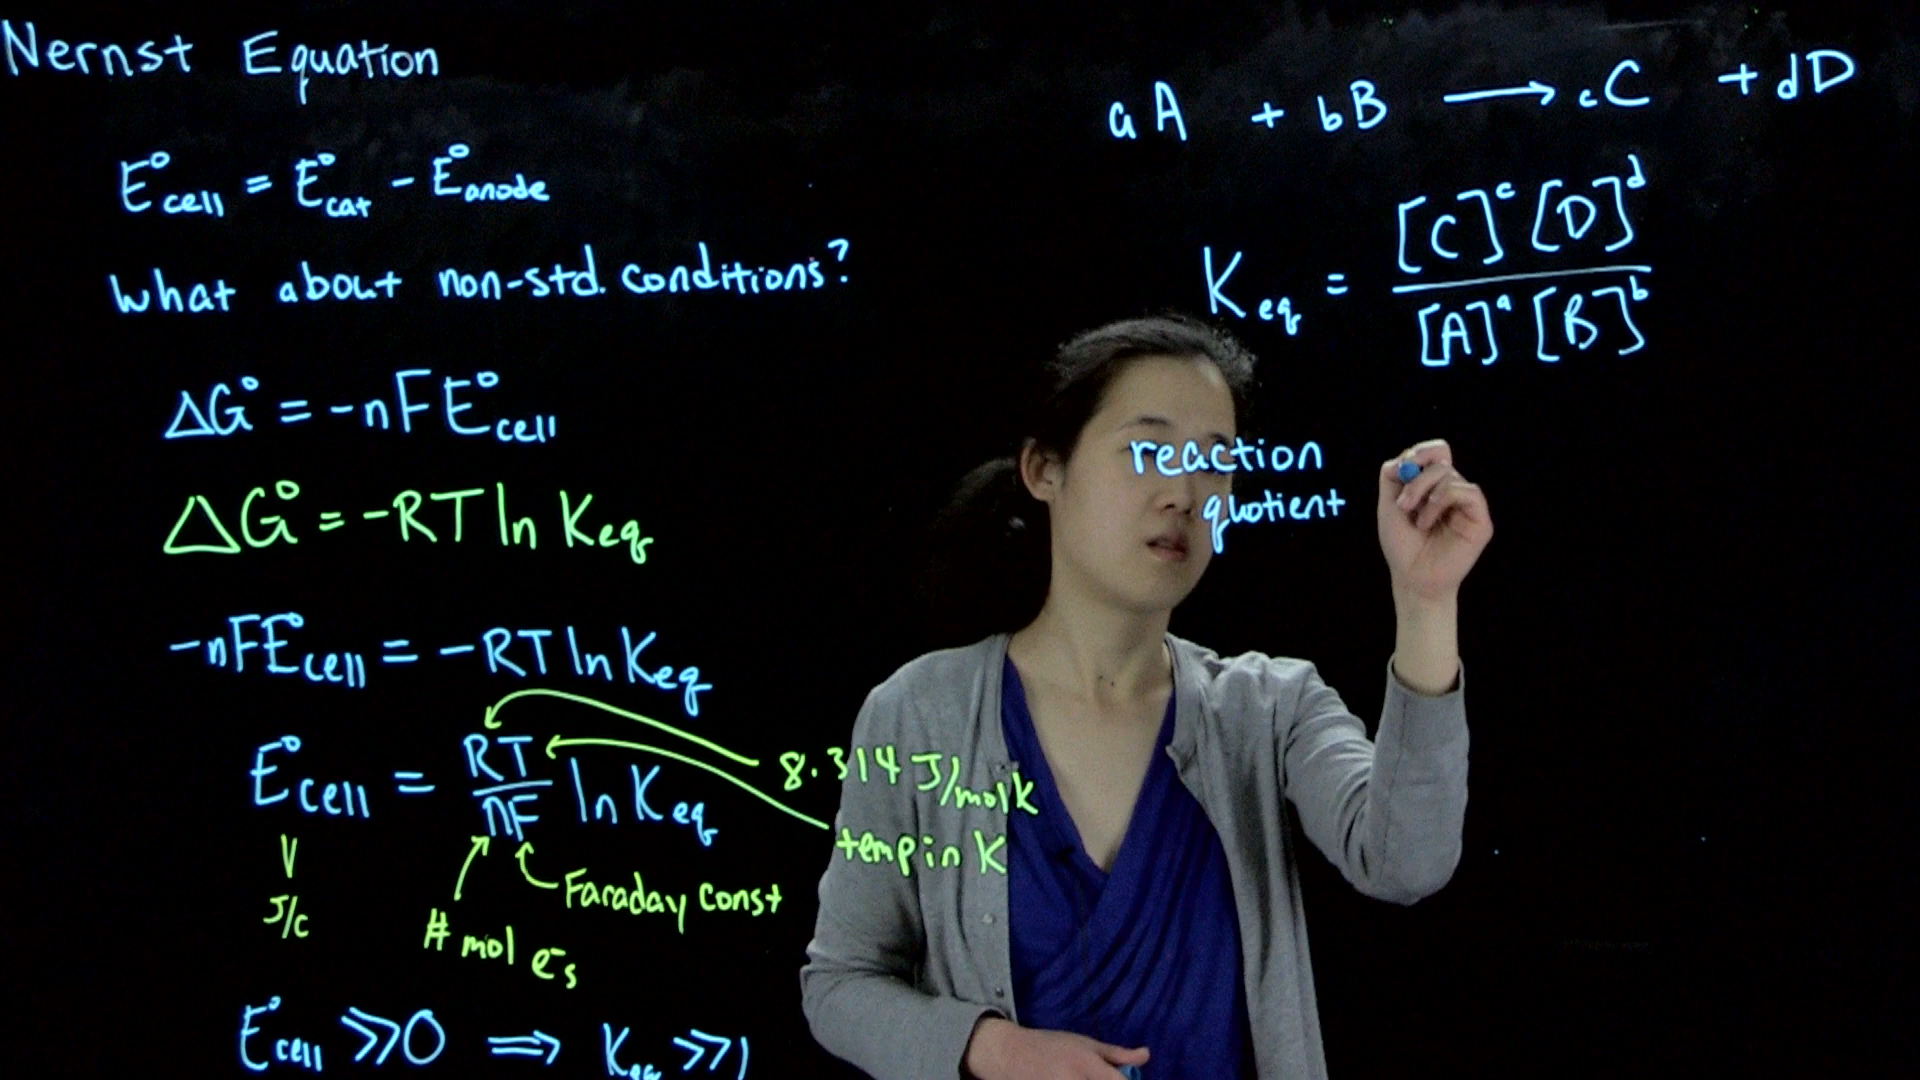 Nernst Equation
E°cell = E°cat - E°anode
What about non-std. conditions?
ΔG° = -nFE°cell
ΔG° = -RT ln Keq
-nFE°cell = -RT ln Keq
E°cell = RT/nF ln Keq
8.314 J/mol K
temp in K
V
J/C
# mol e⁻s
Faraday Const
E°cell >> 0 ⇒ Keq >> 1
aA + bB → cC + dD
Keq = [C]ᶜ [D]ᵈ / [A]ᵃ [B]ᵇ
reaction
quotient